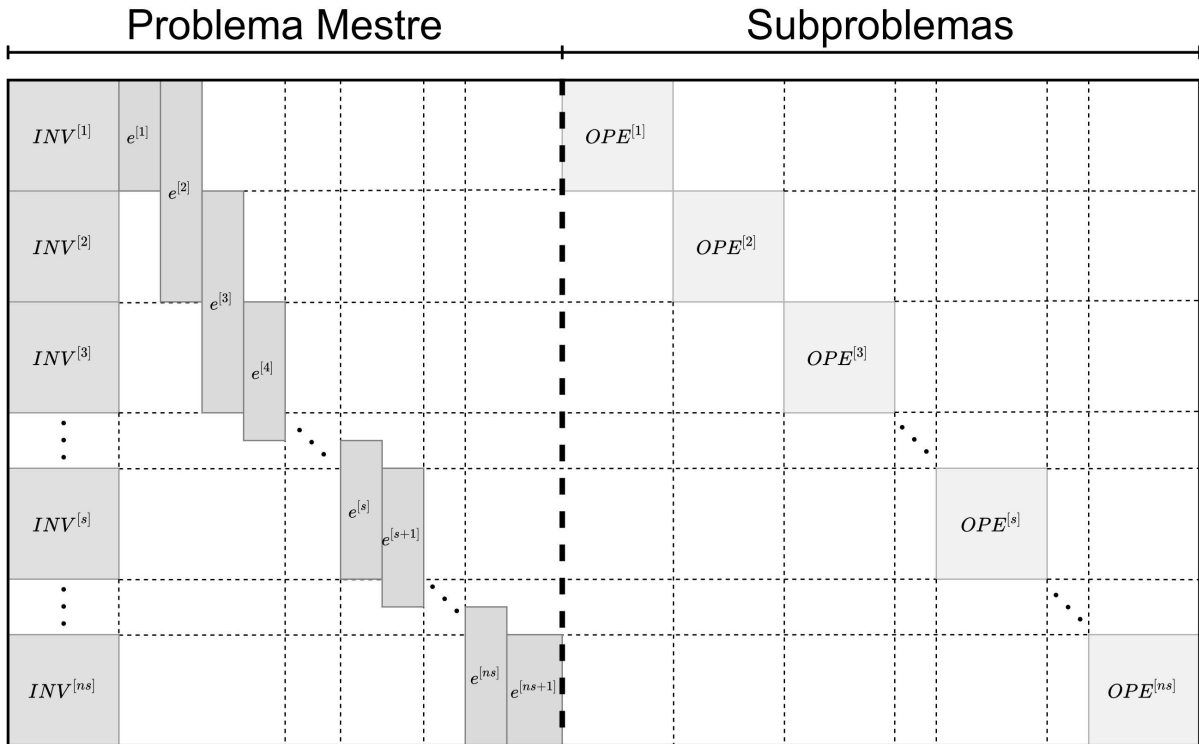 Problema Mestre
Subproblemas
INV^[1]
e^[1]
e^[2]
OPE^[1]
INV^[2]
e^[3]
OPE^[2]
INV^[3]
e^[4]
OPE^[3]
INV^[s]
e^[s]
e^[s+1]
OPE^[s]
INV^[ns]
e^[ns]
e^[ns+1]
OPE^[ns]